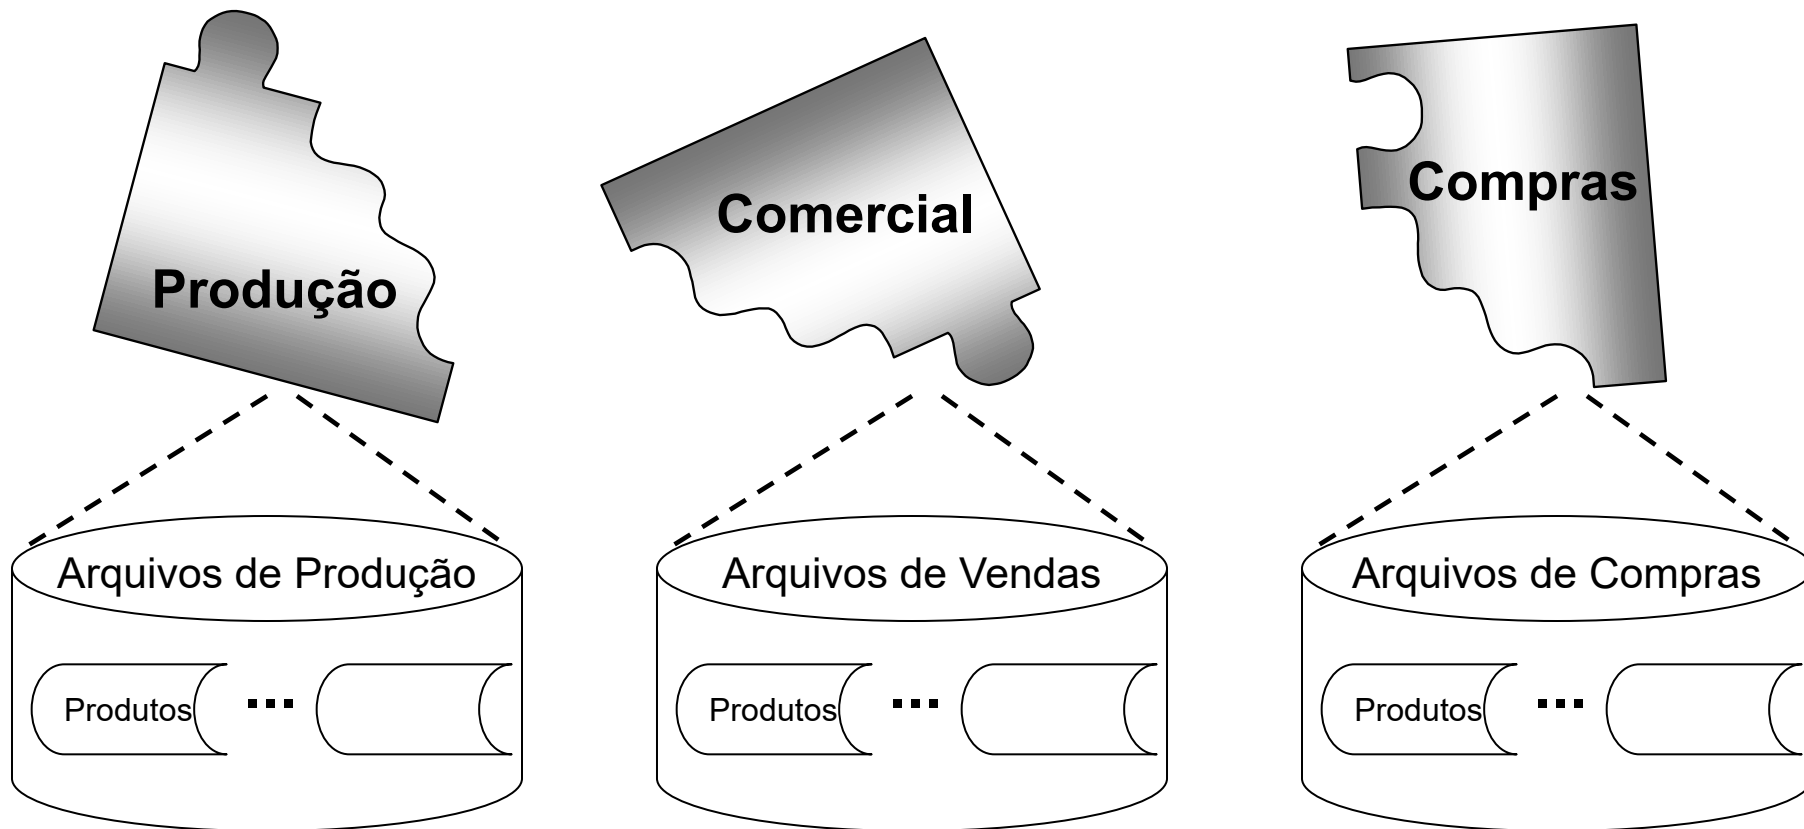 Produção
Comercial
Compras
Arquivos de Produção
Arquivos de Vendas
Arquivos de Compras
Produtos
...
Produtos
...
Produtos
...